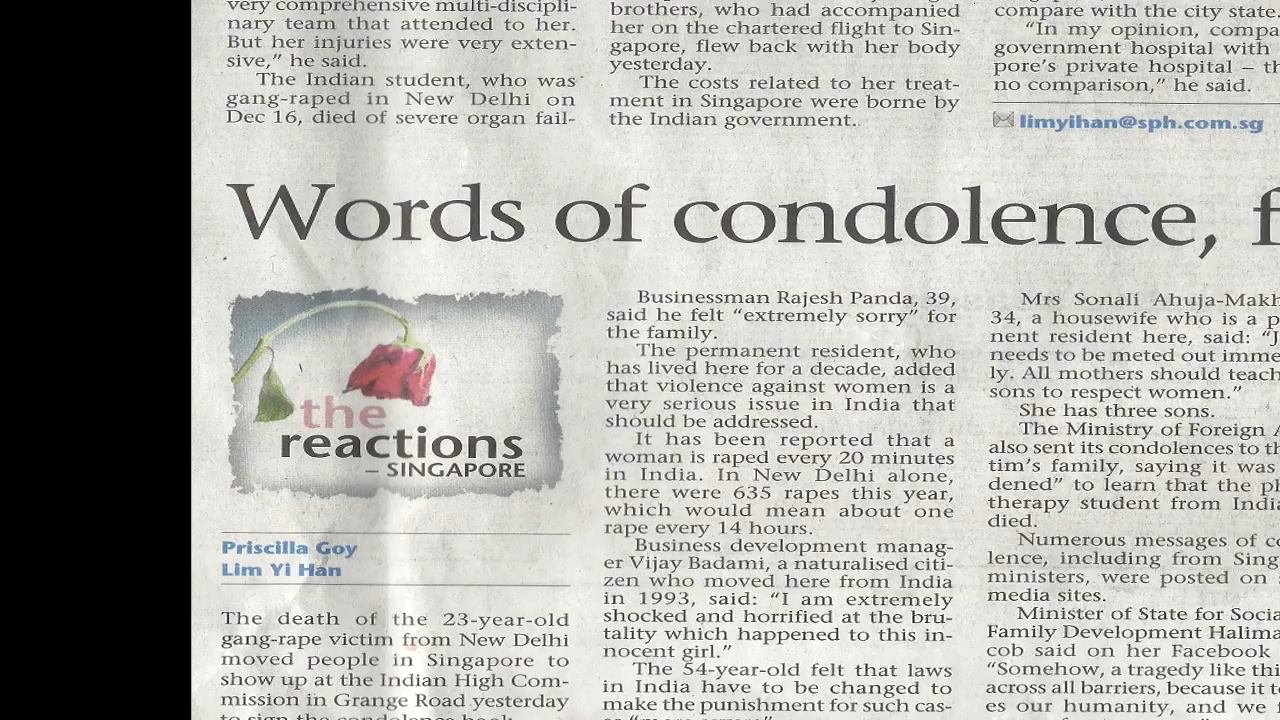 very comprehensive multi-discipli-
nary team that attended to her.
But her injuries were very exten-
sive,” he said.
The Indian student, who was
gang-raped in New Delhi on
Dec 16, died of severe organ fail-
brothers, who had accompanied
her on the chartered flight to Sin-
gapore, flew back with her body
yesterday.
The costs related to her treat-
ment in Singapore were borne by
the Indian government.
compare with the city state
“In my opinion, compa
government hospital with
pore’s private hospital – th
no comparison,” he said.
limyihan@sph.com.sg
Words of condolence, f
the
reactions
– SINGAPORE
Priscilla Goy
Lim Yi Han
The death of the 23-year-old
gang-rape victim from New Delhi
moved people in Singapore to
show up at the Indian High Com-
mission in Grange Road yesterday
to sign the condolence book
Businessman Rajesh Panda, 39,
said he felt “extremely sorry” for
the family.
The permanent resident, who
has lived here for a decade, added
that violence against women is a
very serious issue in India that
should be addressed.
It has been reported that a
woman is raped every 20 minutes
in India. In New Delhi alone,
there were 635 rapes this year,
which would mean about one
rape every 14 hours.
Business development manag-
er Vijay Badami, a naturalised citi-
zen who moved here from India
in 1993, said: “I am extremely
shocked and horrified at the bru-
tality which happened to this in-
nocent girl.”
The 54-year-old felt that laws
in India have to be changed to
make the punishment for such cas-
es “more severe”
Mrs Sonali Ahuja-Makh
34, a housewife who is a p
nent resident here, said: “J
needs to be meted out imme
ly. All mothers should teach
sons to respect women.”
She has three sons.
The Ministry of Foreign A
also sent its condolences to th
tim’s family, saying it was
dened” to learn that the ph
therapy student from India
died.
Numerous messages of co
lence, including from Sing
ministers, were posted on
media sites.
Minister of State for Socia
Family Development Halima
cob said on her Facebook
“Somehow, a tragedy like thi
across all barriers, because it to
es our humanity, and we